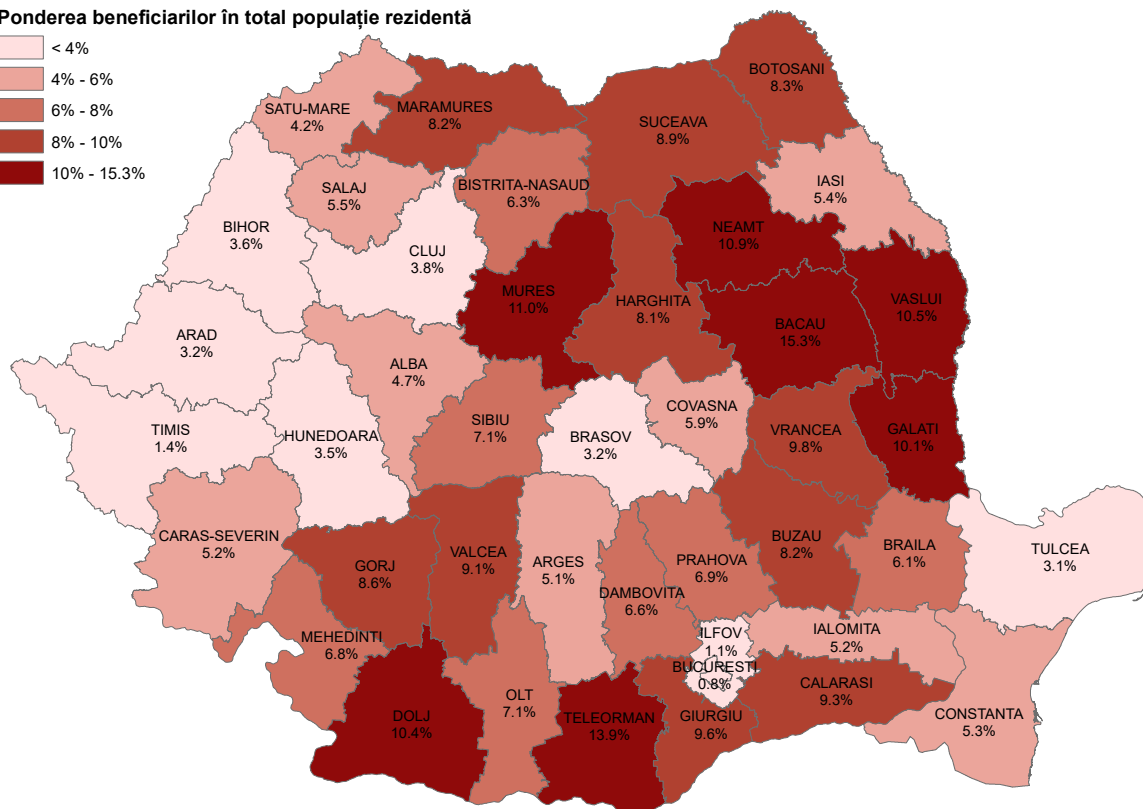 Ponderea beneficiarilor în total populație rezidentă
< 4%
4% - 6%
6% - 8%
8% - 10%
10% - 15.3%
BOTOSANI
8.3%
SATU-MARE
4.2%
MARAMURES
8.2%
SUCEAVA
8.9%
SALAJ
5.5%
BISTRITA-NASAUD
6.3%
IASI
5.4%
BIHOR
3.6%
CLUJ
3.8%
NEAMT
10.9%
MURES
11.0%
HARGHITA
8.1%
BACAU
15.3%
VASLUI
10.5%
ARAD
3.2%
ALBA
4.7%
TIMIS
1.4%
HUNEDOARA
3.5%
SIBIU
7.1%
BRASOV
3.2%
COVASNA
5.9%
VRANCEA
9.8%
GALATI
10.1%
CARAS-SEVERIN
5.2%
GORJ
8.6%
VALCEA
9.1%
ARGES
5.1%
DAMBOVITA
6.6%
PRAHOVA
6.9%
BUZAU
8.2%
BRAILA
6.1%
TULCEA
3.1%
MEHEDINTI
6.8%
ILFOV
1.1%
BUCURESTI
0.8%
IALOMITA
5.2%
DOLJ
10.4%
OLT
7.1%
TELEORMAN
13.9%
GIURGIU
9.6%
CALARASI
9.3%
CONSTANTA
5.3%